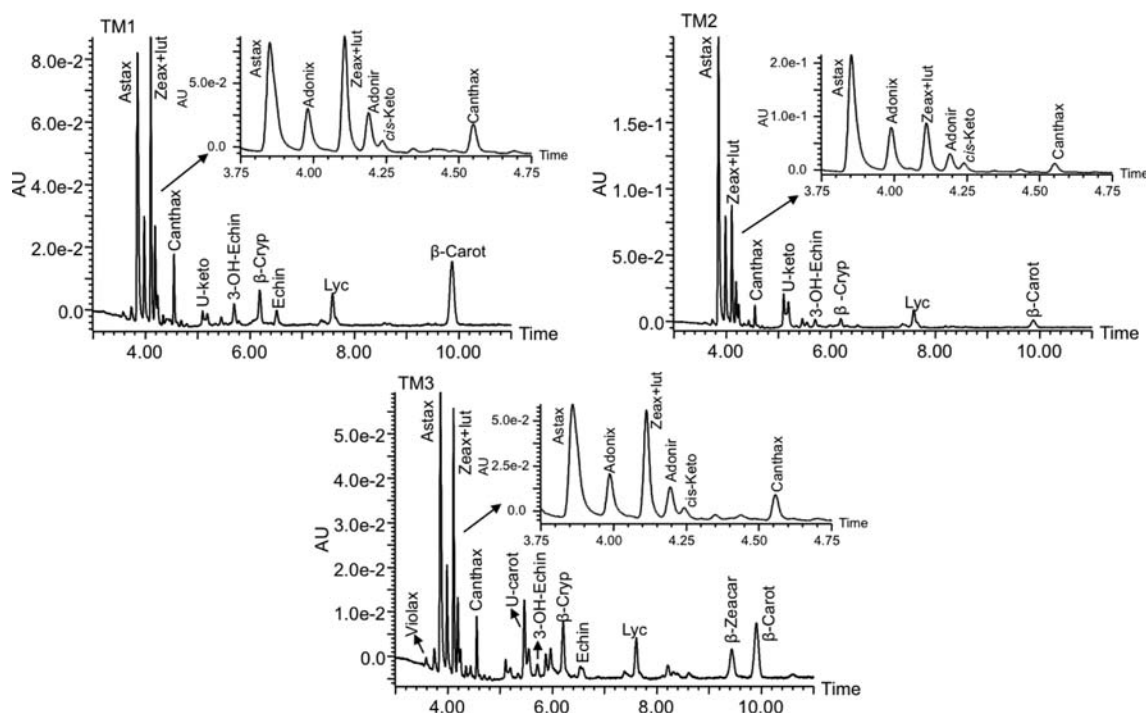 TM1
AU
8.0e-2
6.0e-2
4.0e-2
2.0e-2
0.0
4.00 6.00 8.00 10.00
Time
Astax
Zeax+lut
Canthax
U-keto
3-OH-Echin
β-Cryp
Echin
Lyc
β-Carot
AU
5.0e-2
0.0
3.75 4.00 4.25 4.50 4.75
Time
Astax
Adonix
Zeax+lut
Adonir
cis-Keto
Canthax
TM2
AU
1.5e-1
1.0e-1
5.0e-2
0.0
4.00 6.00 8.00 10.00
Time
Astax
Zeax+lut
Canthax
U-keto
3-OH-Echin
β -Cryp
Lyc
β-Carot
2.0e-1
AU
1.0e-1
0.0
3.75 4.00 4.25 4.50 4.75
Time
Astax
Adonix
Zeax+lut
Adonir
cis-Keto
Canthax
TM3
AU
5.0e-2
4.0e-2
3.0e-2
2.0e-2
1.0e-2
0.0
4.00 6.00 8.00 10.00
Time
Violax
Astax
Zeax+lut
Canthax
U-carot
3-OH-Echin
β-Cryp
Echin
Lyc
β-Zeacar
β-Carot
5.0e-2
AU
2.5e-2
0.0
3.75 4.00 4.25 4.50 4.75
Time
Astax
Adonix
Zeax+lut
Adonir
cis-Keto
Canthax